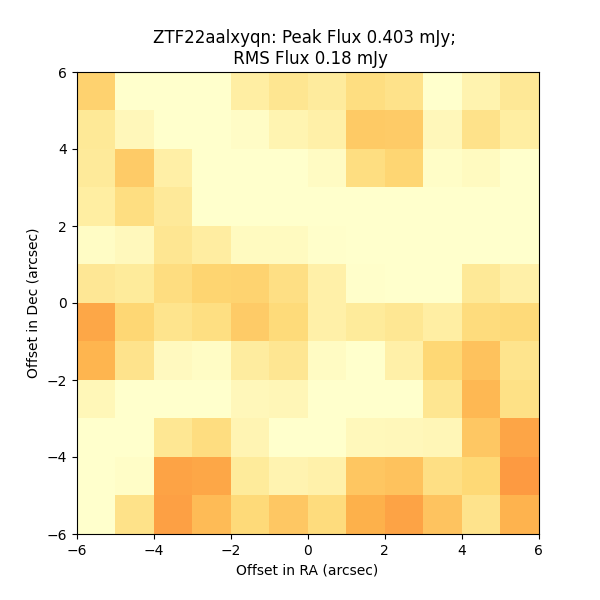 ZTF22aalxyqn: Peak Flux 0.403 mJy;
RMS Flux 0.18 mJy
6
4
2
0
−2
−4
−6
Offset in Dec (arcsec)
−6 −4 −2 0 2 4 6
Offset in RA (arcsec)